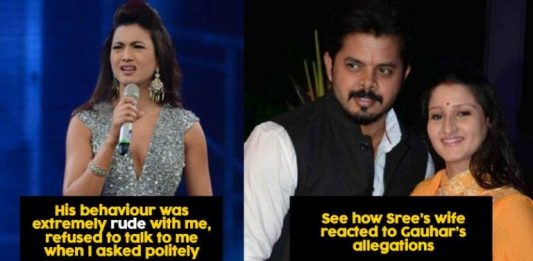 His behaviour was
extremely rude with me,
refused to talk to me
when I asked politely
See how Sree's wife
reacted to Gauhar's
allegations